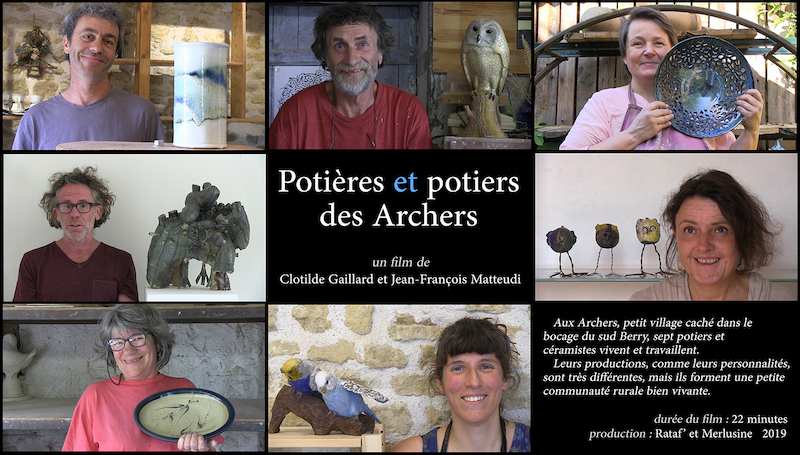 Potières et potiers
des Archers
un film de
Clotilde Gaillard et Jean-François Matteudi
Aux Archers, petit village caché dans le
bocage du sud Berry, sept potiers et
céramistes vivent et travaillent.
Leurs productions, comme leurs personnalités,
sont très différentes, mais ils forment une petite
communauté rurale bien vivante.
durée du film : 22 minutes
production : Rataf’ et Merlusine 2019